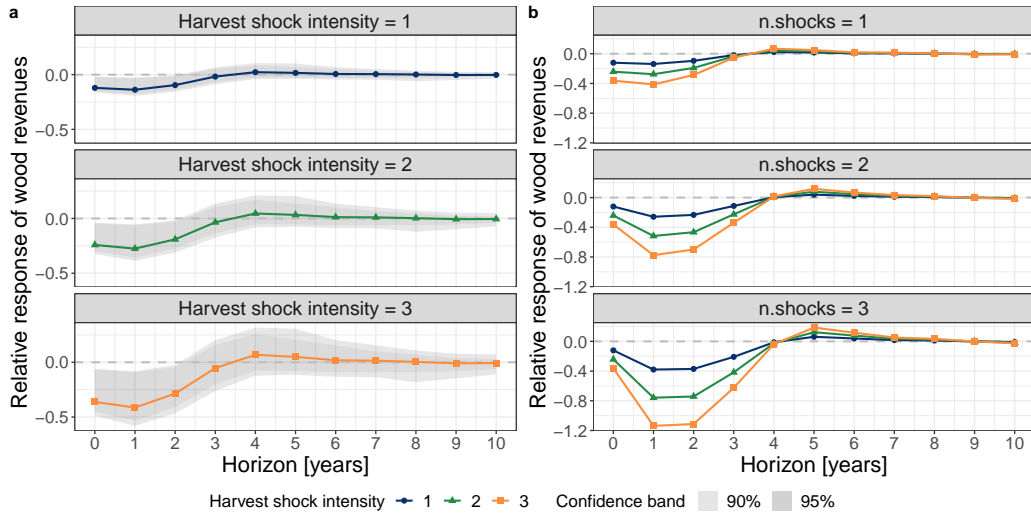 a
Relative response of wood revenues
Harvest shock intensity = 1
0.0
−0.5
Harvest shock intensity = 2
0.0
−0.5
Harvest shock intensity = 3
0.0
−0.5
0 1 2 3 4 5 6 7 8 9 10
Horizon [years]
b
Relative response of wood revenues
n.shocks = 1
0.0
−0.4
−0.8
−1.2
n.shocks = 2
0.0
−0.4
−0.8
−1.2
n.shocks = 3
0.0
−0.4
−0.8
−1.2
0 1 2 3 4 5 6 7 8 9 10
Horizon [years]
Harvest shock intensity 1 2 3 Confidence band 90% 95%